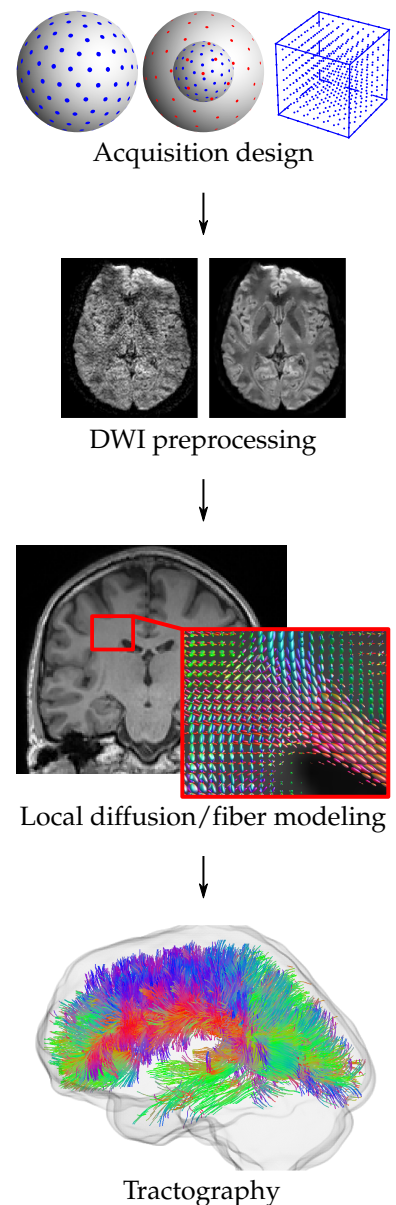 Acquisition design
DWI preprocessing
Local diffusion/fiber modeling
Tractography